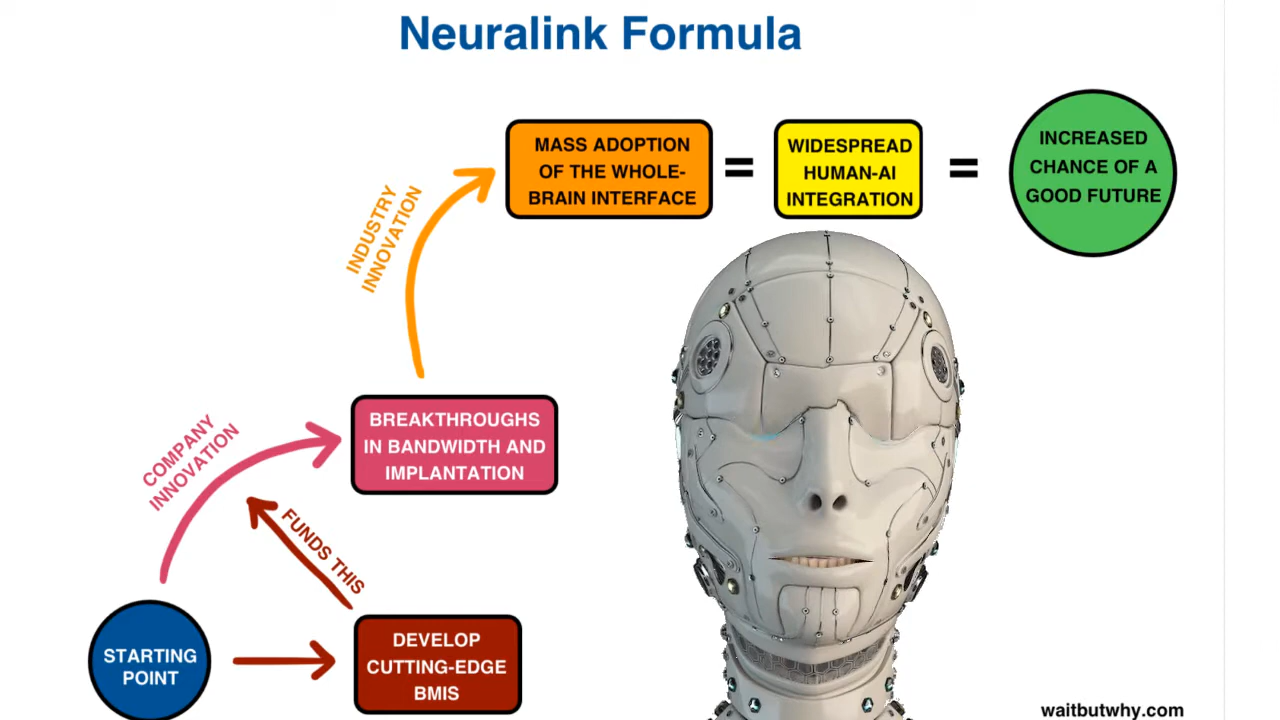 Neuralink Formula
MASS ADOPTION
OF THE WHOLE-
BRAIN INTERFACE
=
WIDESPREAD
HUMAN-AI
INTEGRATION
=
INCREASED
CHANCE OF A
GOOD FUTURE
INDUSTRY
INNOVATION
BREAKTHROUGHS
IN BANDWIDTH AND
IMPLANTATION
COMPANY
INNOVATION
FUNDS THIS
STARTING
POINT
DEVELOP
CUTTING-EDGE
BMIS
waitbutwhy.com